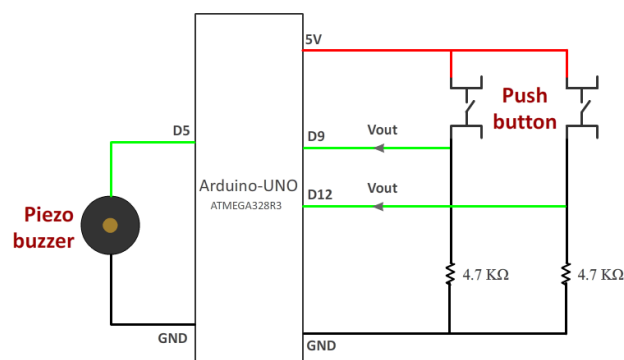 5V
Push
button
D5
D9
Vout
Arduino-UNO
ATMEGA328R3
D12
Vout
Piezo
buzzer
4.7 KΩ
4.7 KΩ
GND
GND